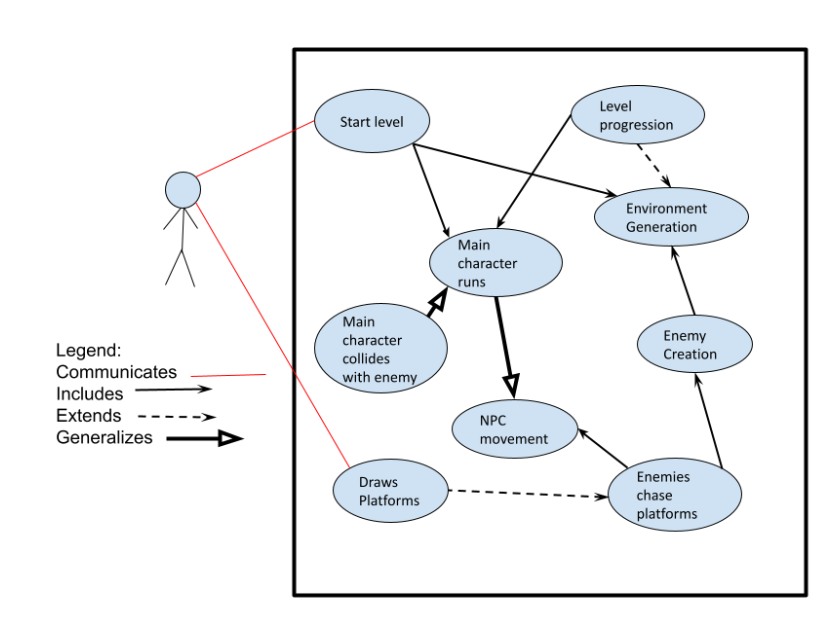 Start level
Level
progression
Environment
Generation
Main
character
runs
Main
character
collides
with enemy
Enemy
Creation
Legend:
Communicates
Includes
Extends
Generalizes
NPC
movement
Draws
Platforms
Enemies
chase
platforms